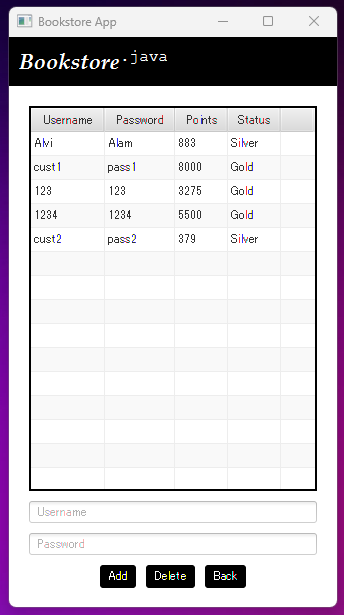 Bookstore App
Bookstore.java
Username Password Points Status
Alvi Alam 883 Silver
cust1 pass1 8000 Gold
123 123 3275 Gold
1234 1234 5500 Gold
cust2 pass2 379 Silver
Username
Password
Add Delete Back